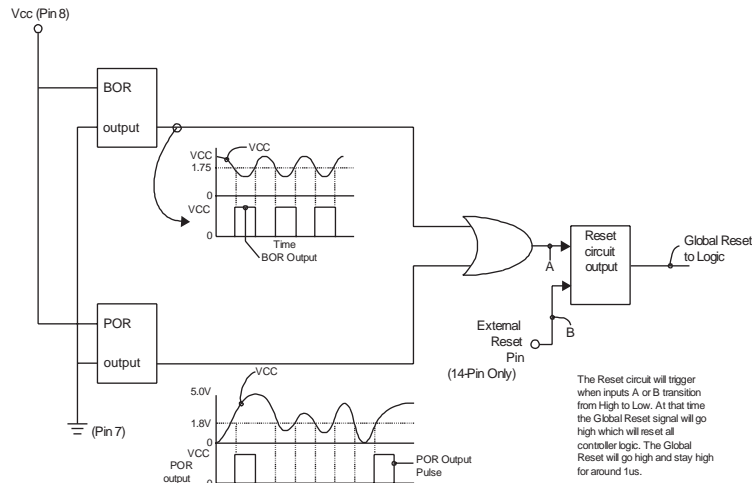 Vcc (Pin 8)
BOR
output
VCC
VCC
1.75
0
VCC
0
Time
BOR Output
A
Reset
circuit
output
Global Reset
to Logic
External
Reset
Pin
(14-Pin Only)
B
POR
output
(Pin 7)
VCC
5.0V
1.8V
0
VCC
POR
output
0
POR Output
Pulse
The Reset circuit will trigger
when inputs A or B transition
from High to Low. At that time
the Global Reset signal will go
high which will reset all
controller logic. The Global
Reset will go high and stay high
for around 1us.